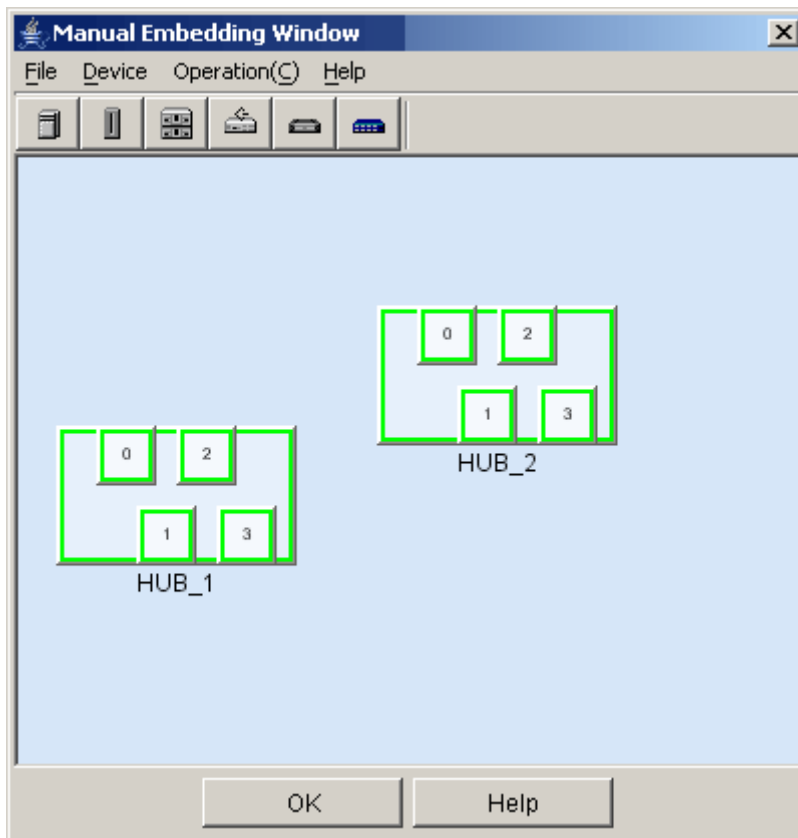 Manual Embedding Window
File Device Operation(C) Help
0 2
1 3
HUB_2
0 2
1 3
HUB_1
OK Help